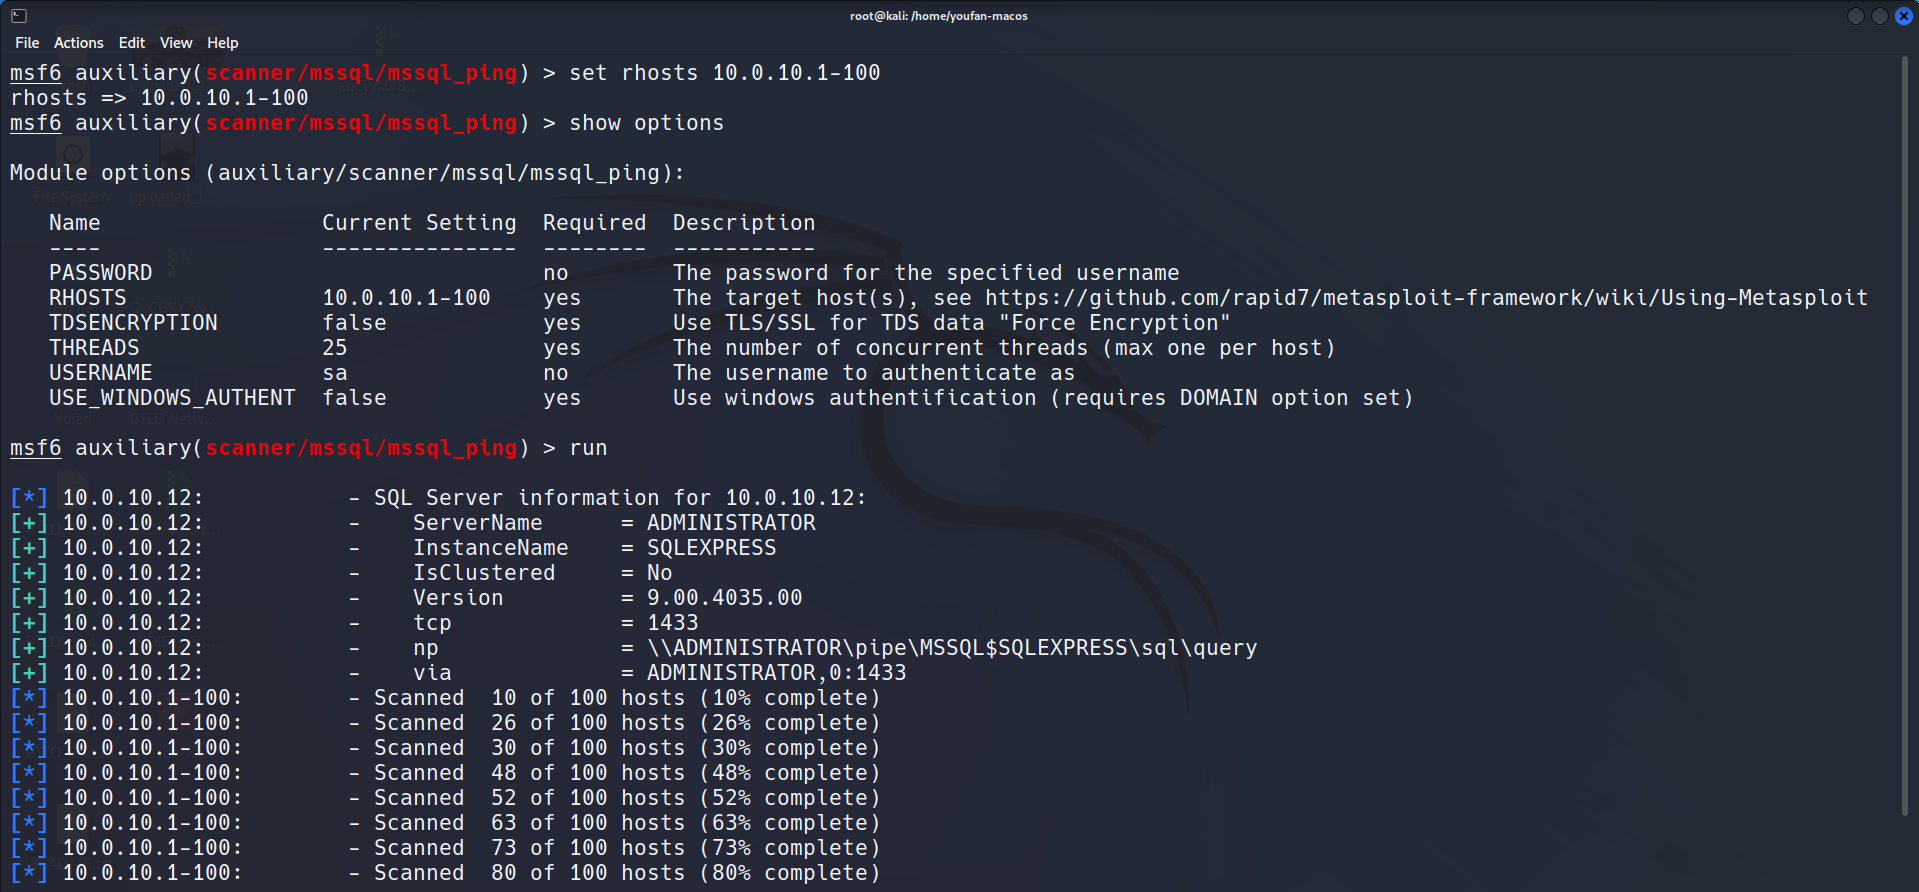 root@kali: /home/youfan-macos
File Actions Edit View Help
msf6 auxiliary(scanner/mssql/mssql_ping) > set rhosts 10.0.10.1-100
rhosts => 10.0.10.1-100
msf6 auxiliary(scanner/mssql/mssql_ping) > show options
Module options (auxiliary/scanner/mssql/mssql_ping):
Name Current Setting Required Description
---- --------------- -------- -----------
PASSWORD no The password for the specified username
RHOSTS 10.0.10.1-100 yes The target host(s), see https://github.com/rapid7/metasploit-framework/wiki/Using-Metasploit
TDSENCRYPTION false yes Use TLS/SSL for TDS data "Force Encryption"
THREADS 25 yes The number of concurrent threads (max one per host)
USERNAME sa no The username to authenticate as
USE_WINDOWS_AUTHENT false yes Use windows authentification (requires DOMAIN option set)
msf6 auxiliary(scanner/mssql/mssql_ping) > run
[*] 10.0.10.12: - SQL Server information for 10.0.10.12:
[+] 10.0.10.12: - ServerName = ADMINISTRATOR
[+] 10.0.10.12: - InstanceName = SQLEXPRESS
[+] 10.0.10.12: - IsClustered = No
[+] 10.0.10.12: - Version = 9.00.4035.00
[+] 10.0.10.12: - tcp = 1433
[+] 10.0.10.12: - np = \\ADMINISTRATOR\pipe\MSSQL$SQLEXPRESS\sql\query
[+] 10.0.10.12: - via = ADMINISTRATOR,0:1433
[*] 10.0.10.1-100: - Scanned 10 of 100 hosts (10% complete)
[*] 10.0.10.1-100: - Scanned 26 of 100 hosts (26% complete)
[*] 10.0.10.1-100: - Scanned 30 of 100 hosts (30% complete)
[*] 10.0.10.1-100: - Scanned 48 of 100 hosts (48% complete)
[*] 10.0.10.1-100: - Scanned 52 of 100 hosts (52% complete)
[*] 10.0.10.1-100: - Scanned 63 of 100 hosts (63% complete)
[*] 10.0.10.1-100: - Scanned 73 of 100 hosts (73% complete)
[*] 10.0.10.1-100: - Scanned 80 of 100 hosts (80% complete)